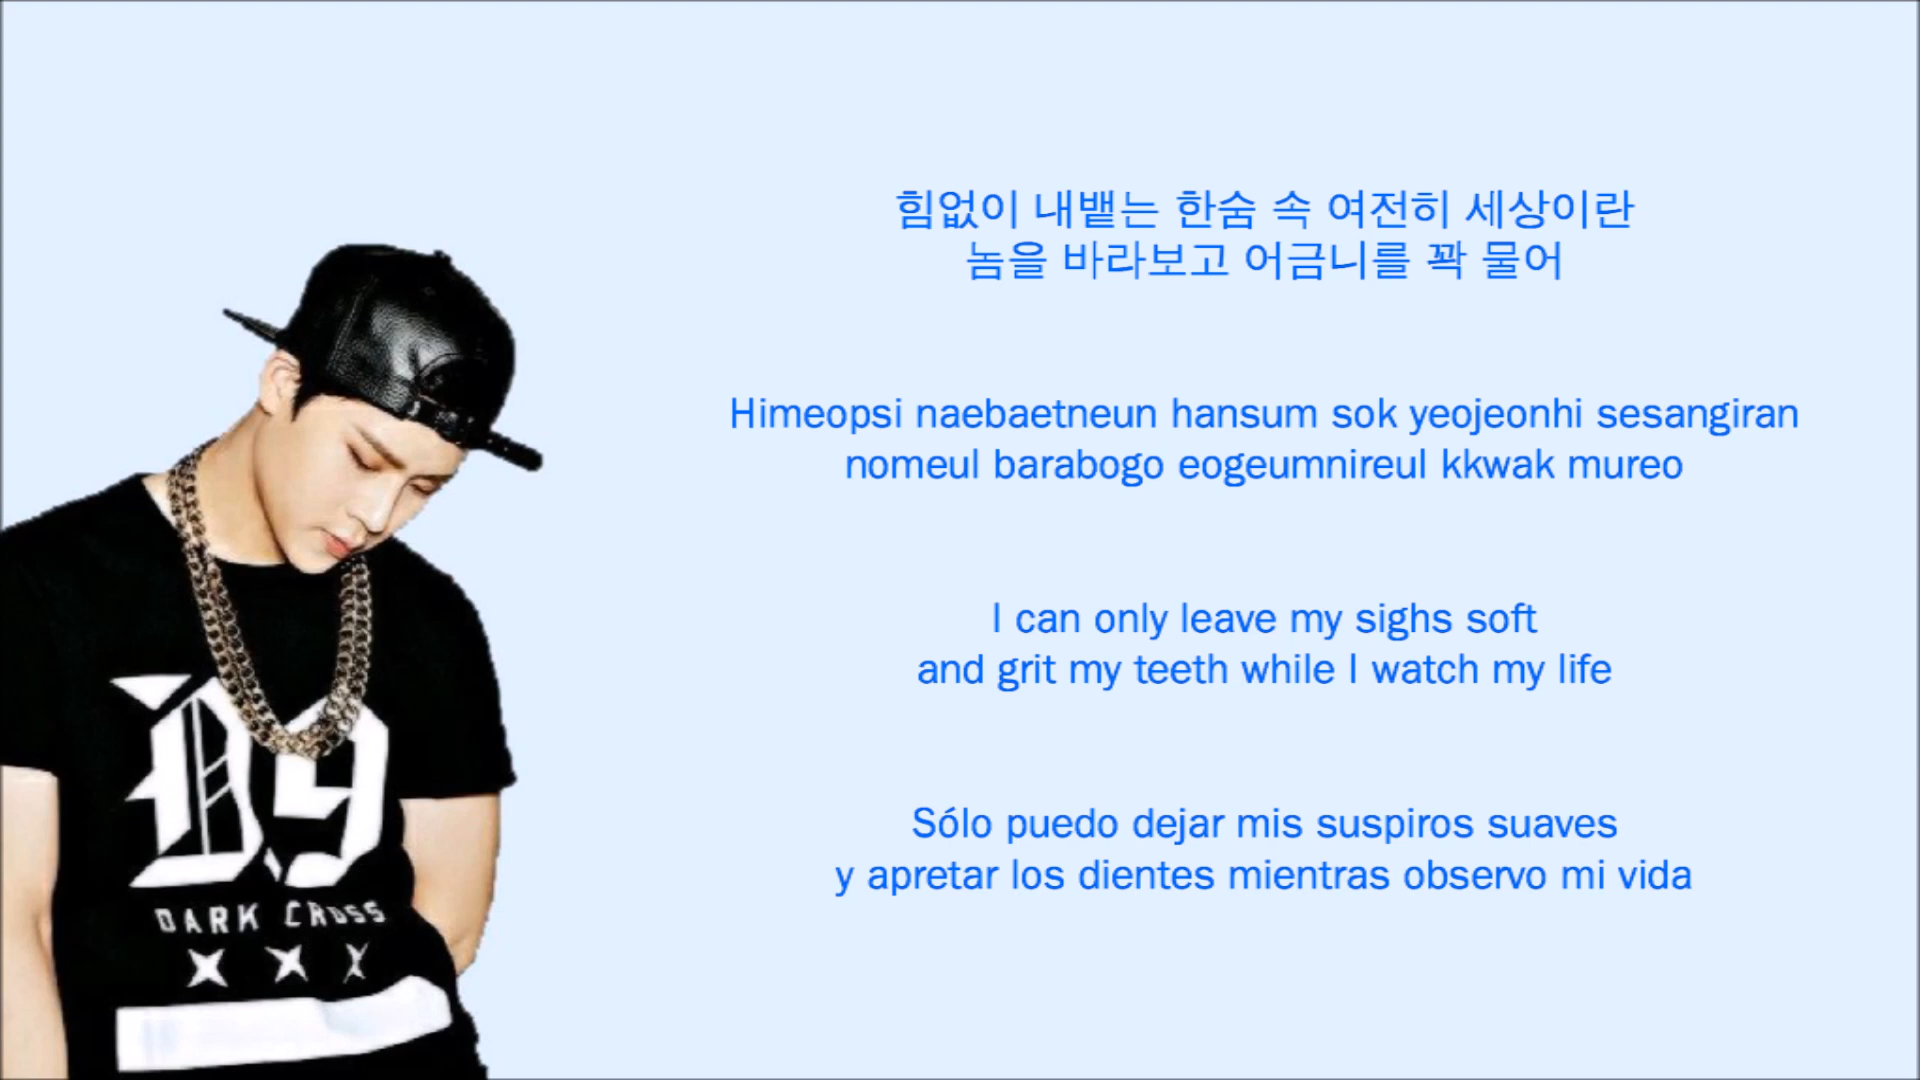 힘없이 내뱉는 한숨 속 여전히 세상이란
놈을 바라보고 어금니를 꽉 물어
Himeopsi naebaetneun hansum sok yeojeonhi sesangiran
nomeul barabogo eogeumnireul kkwak mureo
I can only leave my sighs soft
and grit my teeth while I watch my life
Sólo puedo dejar mis suspiros suaves
y apretar los dientes mientras observo mi vida
D.9
DARK CROSS
XXX